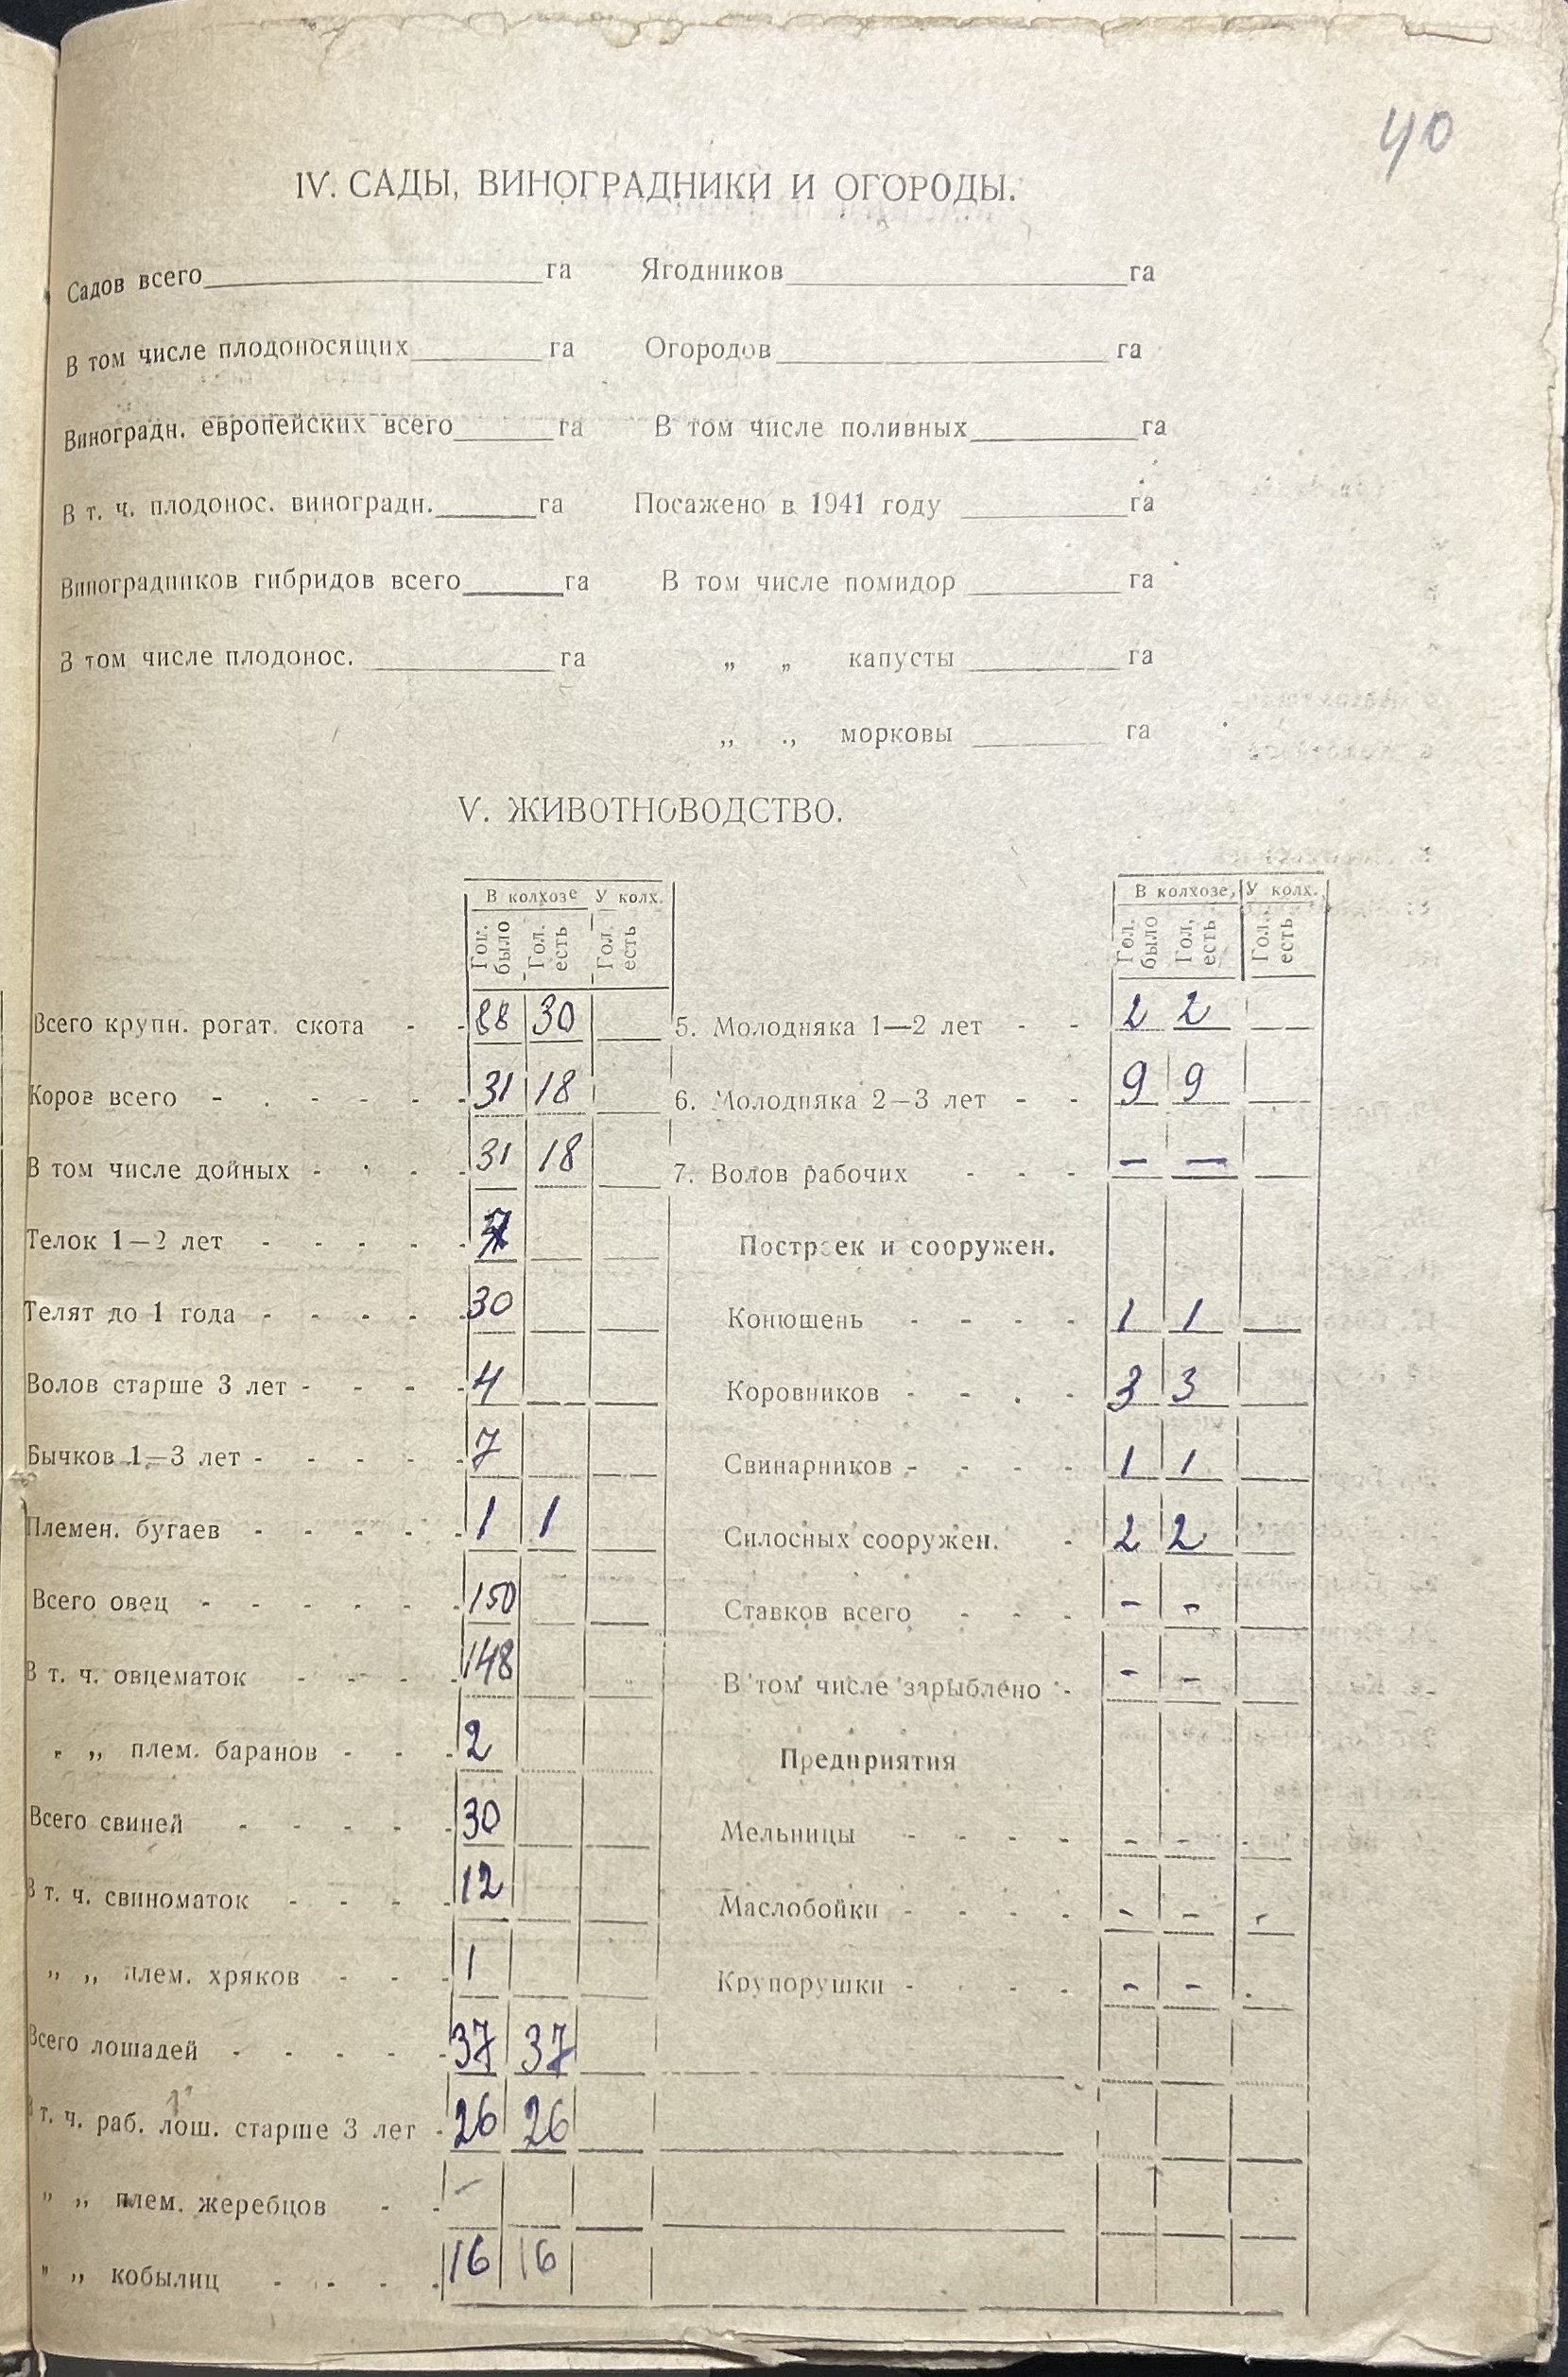 40
IV. САДЫ, ВИНОГРАДНИКИ И ОГОРОДЫ.
Садов всего га Ягодников га
В том числе плодоносящих га Огородов га
Виноградн. европейских всего га В том числе поливных га
В т. ч. плодонос. виноградн. га Посажено в 1941 году га
Виноградников гибридов всего га В том числе помидор га
В том числе плодонос. га „ „ капусты га
„ „ морковы га
V. ЖИВОТНОВОДСТВО.
В колхозе У колх. В колхозе, У колх.
Гол. было Гол. есть Гол. есть Гол. было Гол. есть Гол. есть
Всего крупн. рогат. скота - - 88 30 5. Молодняка 1—2 лет - - 2 2
Коров всего - . - - - - 31 18 6. Молодняка 2—3 лет - - 9 9
В том числе дойных - - - - 31 18 7. Волов рабочих - - - — —
Телок 1—2 лет - - - - - Построек и сооружен.
Телят до 1 года - - - - - 30 Конюшень - - - - 1 1
Волов старше 3 лет - - - - 4 Коровников - - . - 3 3
Бычков 1—3 лет - - - - - 7 Свинарников - - - - 1 1
Племен. бугаев - - - - - 1 1 Силосных сооружен. - 2 2
Всего овец - - - - - - 150 Ставков всего - - - - -
В т. ч. овцематок - - - - 148 В том числе зарыблено - - -
„ „ плем. баранов - - - 2 Предприятия
Всего свиней - - - - - 30 Мельницы - - - - - - -
В т. ч. свиноматок - - - - 12 Маслобойки - - - - - - -
„ „ плем. хряков - - - 1 Крупорушки - - - - - - .
Всего лошадей - - - - - 37 37
В т. ч. раб. лош. старше 3 лет - 26 26
„ „ плем. жеребцов - - -
„ „ кобылиц - - - - 16 16